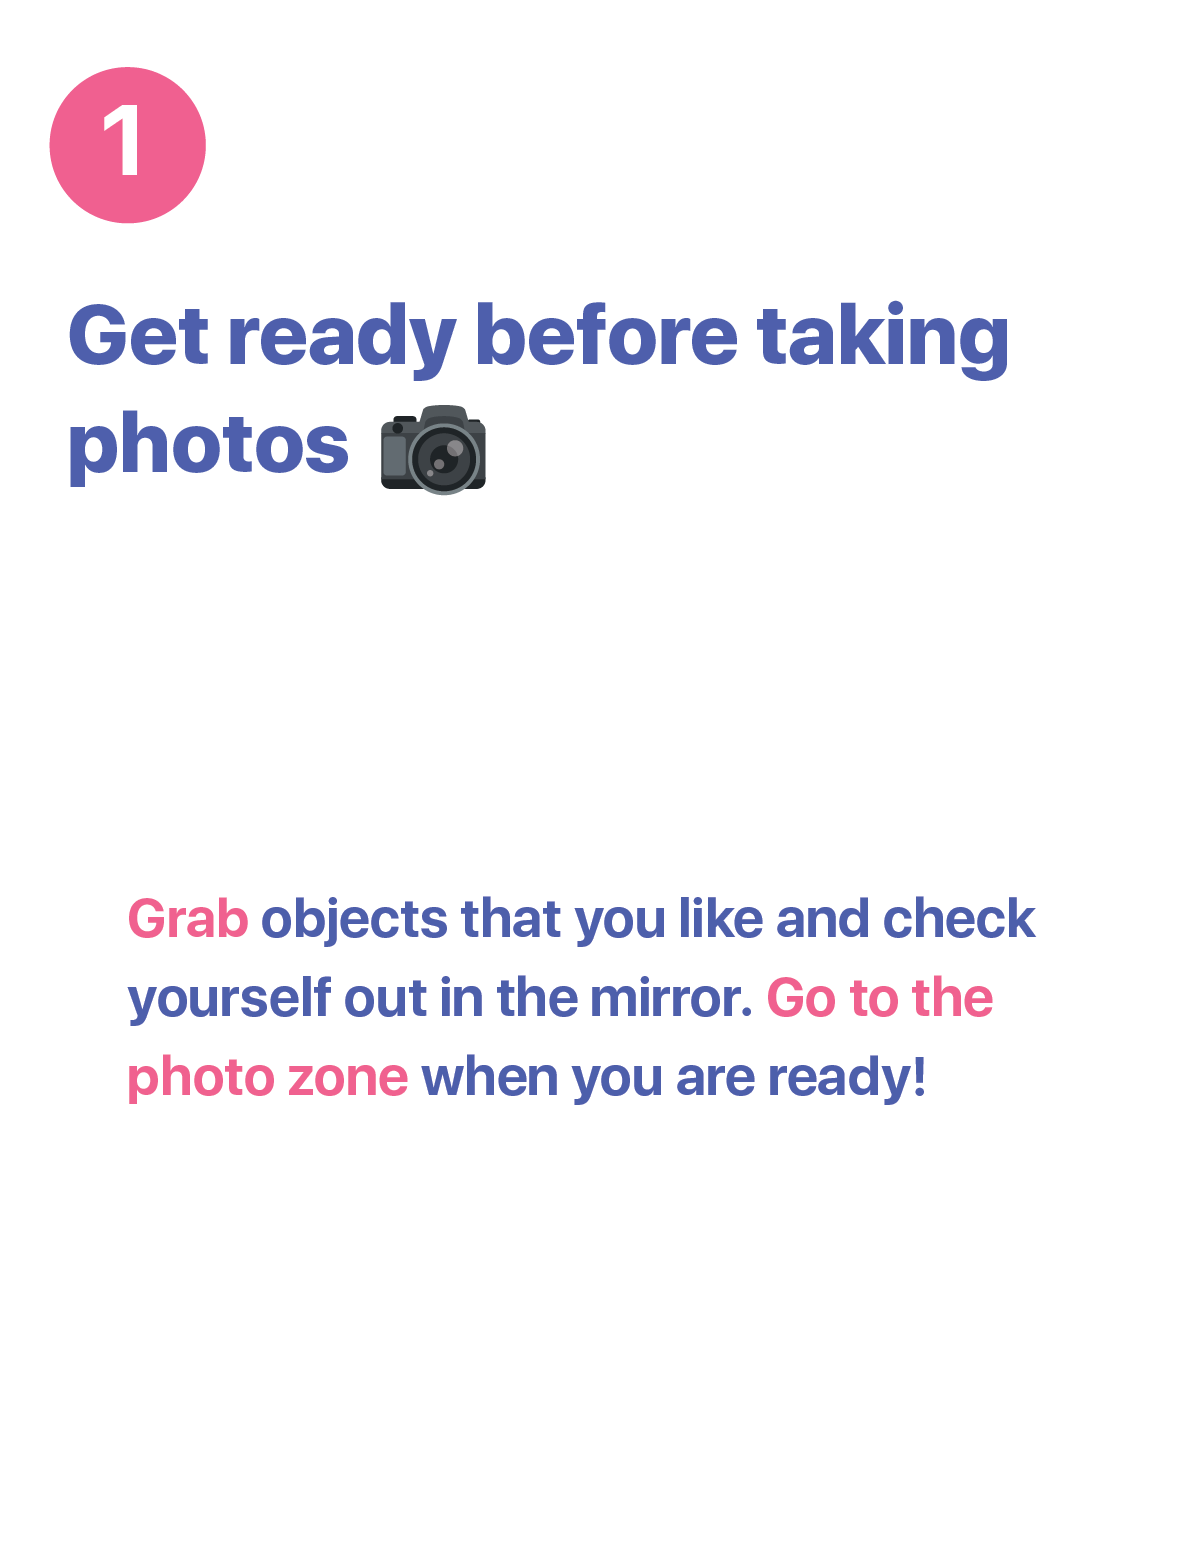 1
Get ready before taking
photos 📷
Grab objects that you like and check
yourself out in the mirror. Go to the
photo zone when you are ready!